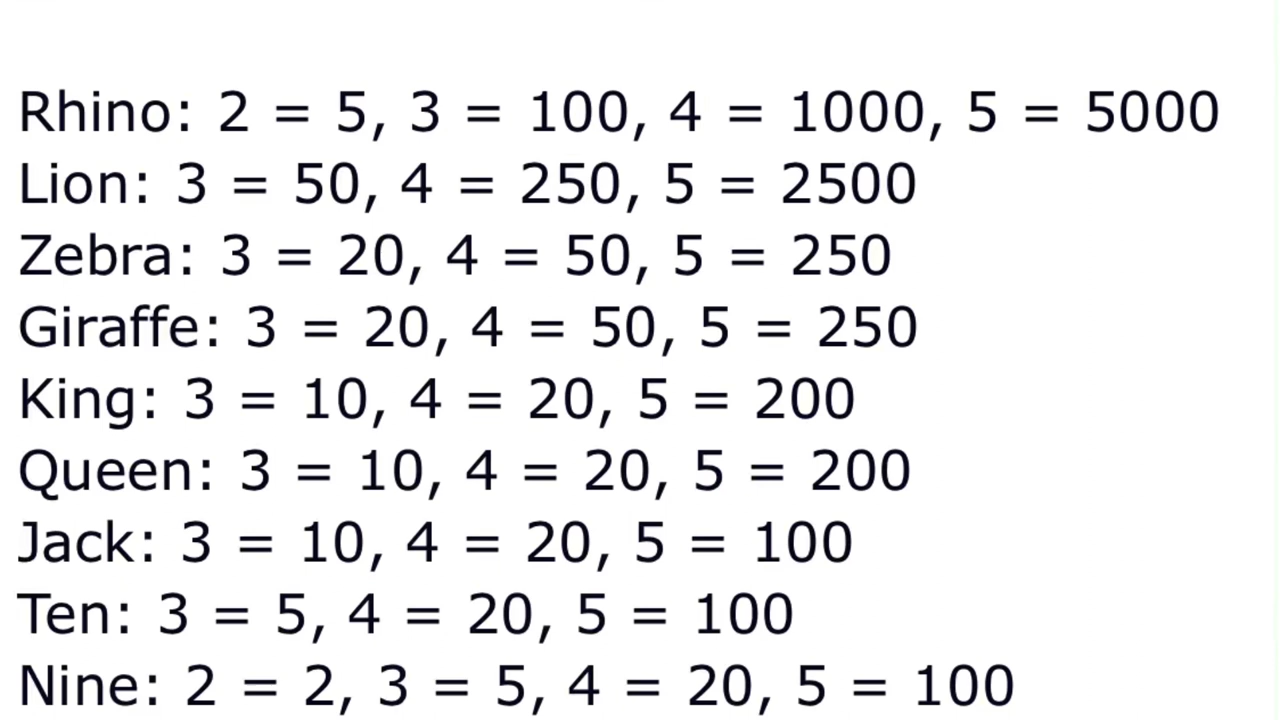 Rhino: 2 = 5, 3 = 100, 4 = 1000, 5 = 5000
Lion: 3 = 50, 4 = 250, 5 = 2500
Zebra: 3 = 20, 4 = 50, 5 = 250
Giraffe: 3 = 20, 4 = 50, 5 = 250
King: 3 = 10, 4 = 20, 5 = 200
Queen: 3 = 10, 4 = 20, 5 = 200
Jack: 3 = 10, 4 = 20, 5 = 100
Ten: 3 = 5, 4 = 20, 5 = 100
Nine: 2 = 2, 3 = 5, 4 = 20, 5 = 100